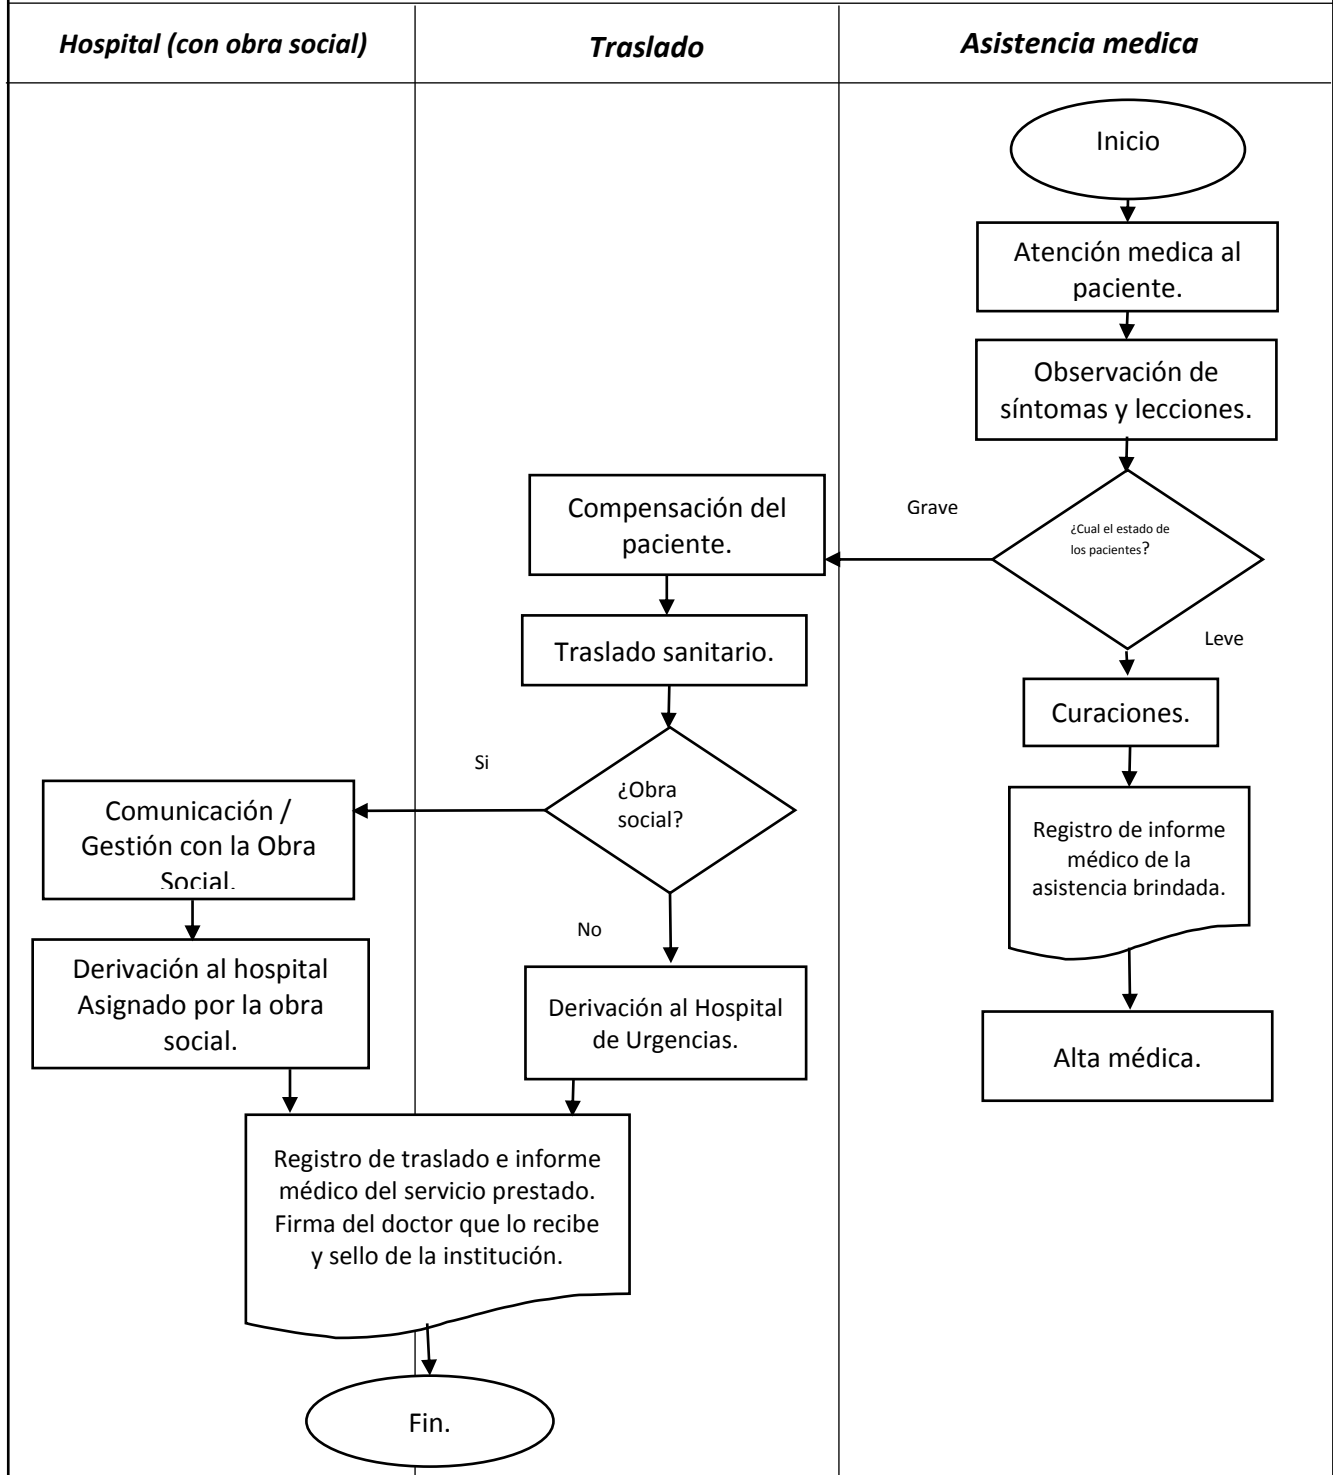 Hospital (con obra social)
Traslado
Asistencia medica
Inicio
Atención medica al
paciente.
Observación de
síntomas y lecciones.
¿Cual el estado de
los pacientes?
Grave
Leve
Compensación del
paciente.
Traslado sanitario.
Curaciones.
¿Obra
social?
Si
No
Comunicación /
Gestión con la Obra
Social.
Registro de informe
médico de la
asistencia brindada.
Derivación al hospital
Asignado por la obra
social.
Derivación al Hospital
de Urgencias.
Alta médica.
Registro de traslado e informe
médico del servicio prestado.
Firma del doctor que lo recibe
y sello de la institución.
Fin.